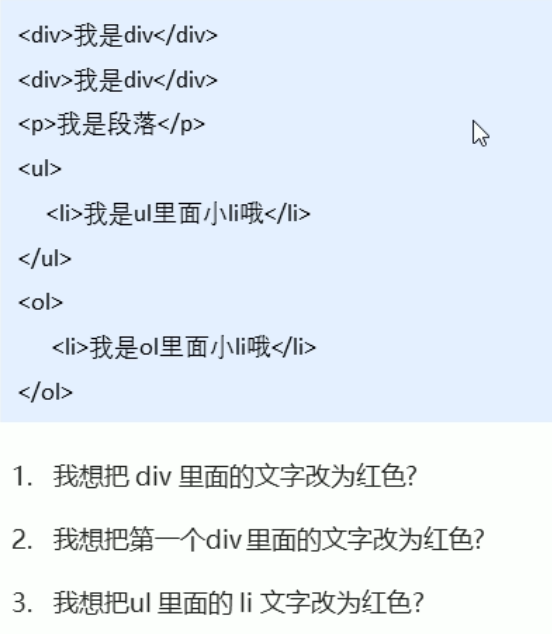 <div>我是div</div>
<div>我是div</div>
<p>我是段落</p>
<ul>
<li>我是ul里面小li哦</li>
</ul>
<ol>
<li>我是ol里面小li哦</li>
</ol>
1. 我想把 div 里面的文字改为红色?
2. 我想把第一个div 里面的文字改为红色?
3. 我想把ul 里面的 li 文字改为红色?